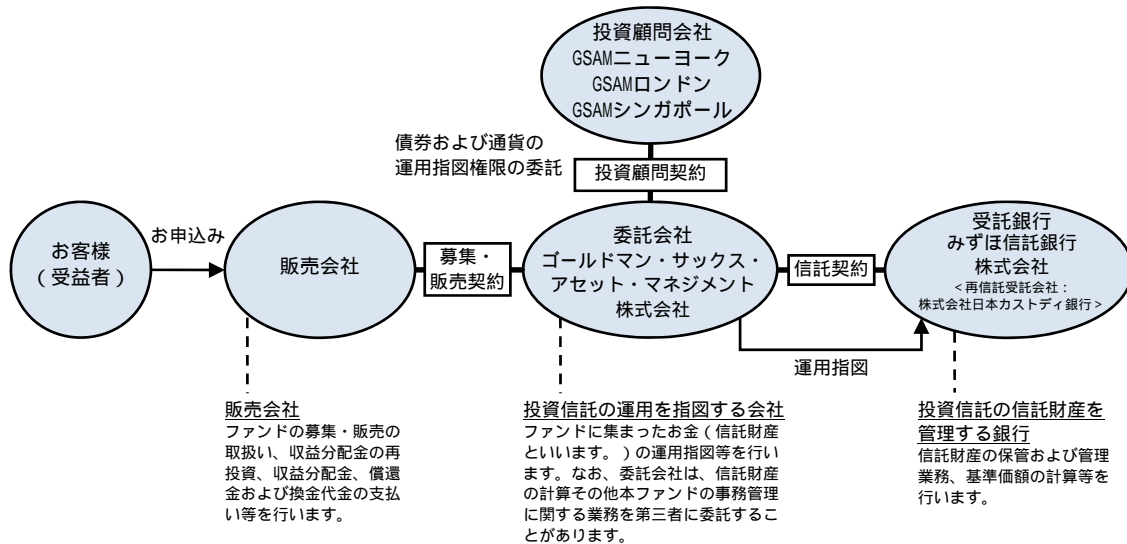 投資顧問会社
GSAMニューヨーク
GSAMロンドン
GSAMシンガポール
債券および通貨の
運用指図権限の委託
投資顧問契約
お客様
（受益者）
お申込み
販売会社
募集・
販売契約
委託会社
ゴールドマン・サックス・
アセット・マネジメント
株式会社
信託契約
受託銀行
みずほ信託銀行
株式会社
＜再信託受託会社：
株式会社日本カストディ銀行＞
運用指図
販売会社
ファンドの募集・販売の
取扱い、収益分配金の再
投資、収益分配金、償還
金および換金代金の支払
い等を行います。
投資信託の運用を指図する会社
ファンドに集まったお金（信託財産
といいます。）の運用指図等を行い
ます。なお、委託会社は、信託財産
の計算その他本ファンドの事務管理
に関する業務を第三者に委託するこ
とがあります。
投資信託の信託財産を
管理する銀行
信託財産の保管および管理
業務、基準価額の計算等を
行います。